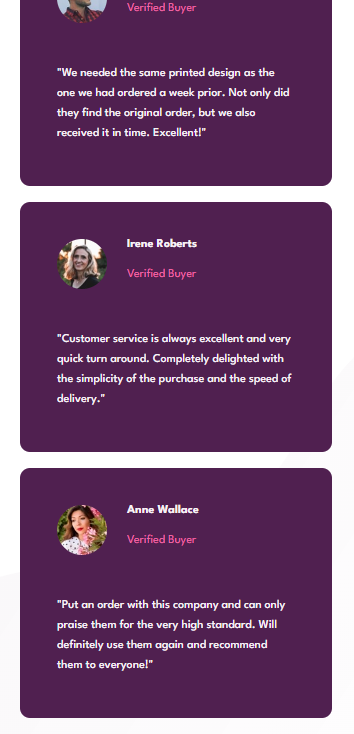 Verified Buyer
"We needed the same printed design as the
one we had ordered a week prior. Not only did
they find the original order, but we also
received it in time. Excellent!"
Irene Roberts
Verified Buyer
"Customer service is always excellent and very
quick turn around. Completely delighted with
the simplicity of the purchase and the speed of
delivery."
Anne Wallace
Verified Buyer
"Put an order with this company and can only
praise them for the very high standard. Will
definitely use them again and recommend
them to everyone!"